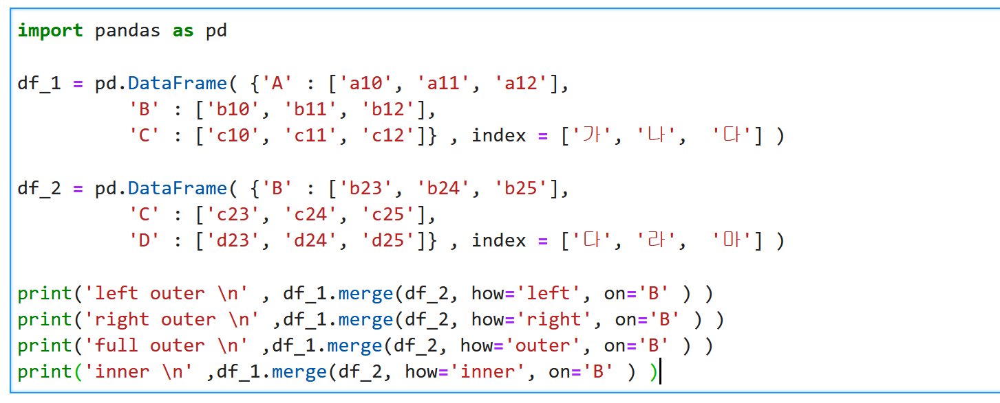 import pandas as pd

df_1 = pd.DataFrame( {'A' : ['a10', 'a11', 'a12'],
          'B' : ['b10', 'b11', 'b12'],
          'C' : ['c10', 'c11', 'c12']} , index = ['가', '나',  '다'] )

df_2 = pd.DataFrame( {'B' : ['b23', 'b24', 'b25'],
          'C' : ['c23', 'c24', 'c25'],
          'D' : ['d23', 'd24', 'd25']} , index = ['다', '라',  '마'] )

print('left outer \n' , df_1.merge(df_2, how='left', on='B' ) )
print('right outer \n' ,df_1.merge(df_2, how='right', on='B' ) )
print('full outer \n' ,df_1.merge(df_2, how='outer', on='B' ) )
print('inner \n' ,df_1.merge(df_2, how='inner', on='B' ) )